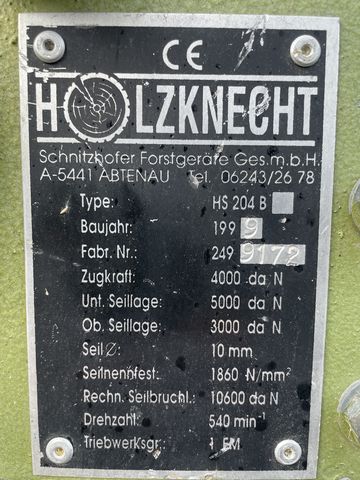 CE
HOLZKNECHT
Schnitzhofer Forstgeräte Ges.m.b.H.
A-5441 ABTENAU Tel. 06243/26 78
Type: HS 204 B
Baujahr: 199 9
Fabr. Nr.: 249 9172
Zugkraft: 4000 da N
Unt. Seillage: 5000 da N
Ob. Seillage: 3000 da N
Seil Ø: 10 mm
Seilnennfest.: 1860 N/mm²
Rechn. Seilbruchl.: 10600 da N
Drehzahl: 540 min⁻¹
Triebwerksgr.: 1 EM